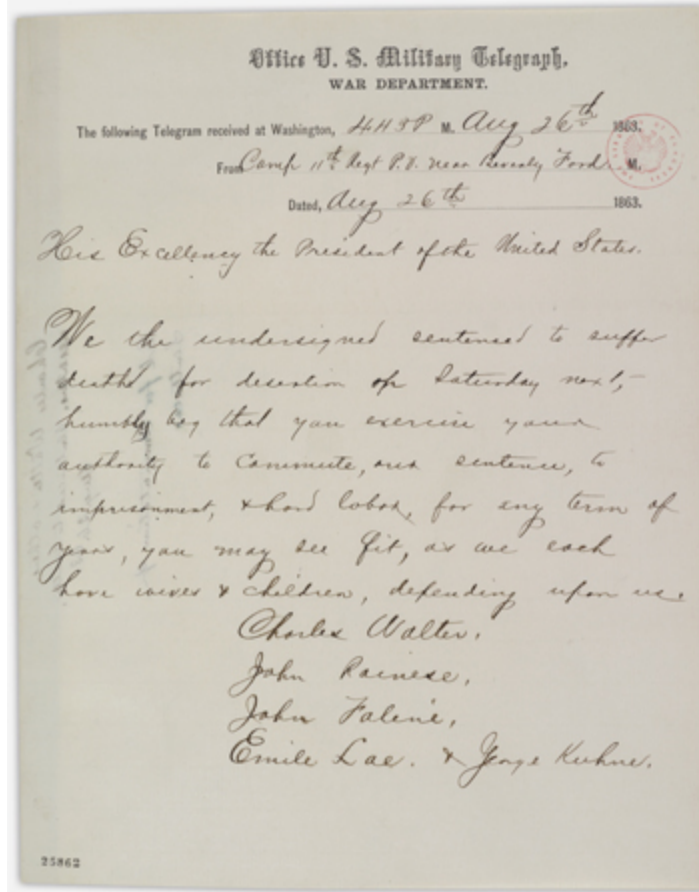 Office U. S. Military Telegraph,
WAR DEPARTMENT.
The following Telegram received at Washington, 445 P M. Aug 26th 1863.
From Camp 11th Regt P.V. near Beverly Ford M.
Dated, Aug 26th 1863.
His Excellency the President of the United States.
We the undersigned sentenced to suffer
death for desertion on Saturday next,
humbly beg that you exercise your
authority to commute, our sentence, to
imprisonment, & hard labor, for any term of
years, you may see fit, as we each
have wives & children, depending upon us.
Charles Walter.
John Rainese,
John Folene,
Emile Lae. & George Kuhne.
25862